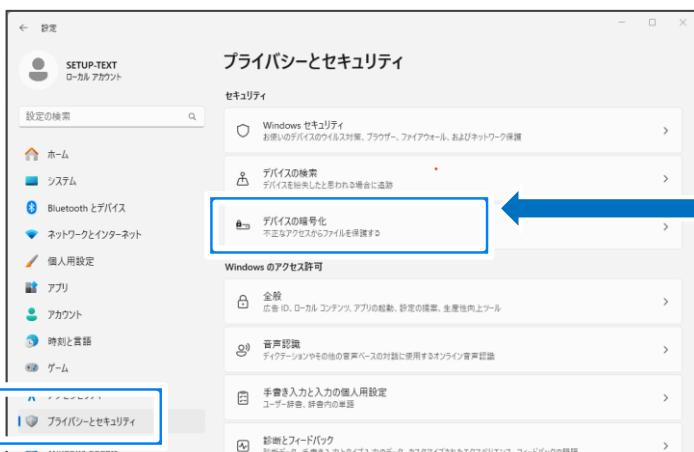 設定
SETUP-TEXT
ローカル アカウント
設定の検索
ホーム
システム
Bluetooth とデバイス
ネットワークとインターネット
個人用設定
アプリ
アカウント
時刻と言語
ゲーム
プライバシーとセキュリティ
プライバシーとセキュリティ
セキュリティ
Windows セキュリティ
お使いのデバイスのウイルス対策、ブラウザー、ファイアウォール、およびネットワーク保護
デバイスの検索
デバイスを紛失したと思われる場合に追跡
デバイスの暗号化
不正なアクセスからファイルを保護する
Windows のアクセス許可
全般
広告 ID、ローカル コンテンツ、アプリの起動、設定の提案、生産性向上ツール
音声認識
ディクテーションやその他の音声ベースの対話に使用するオンライン音声認識
手書き入力と入力の個人用設定
ユーザー辞書、辞書内の単語
診断とフィードバック